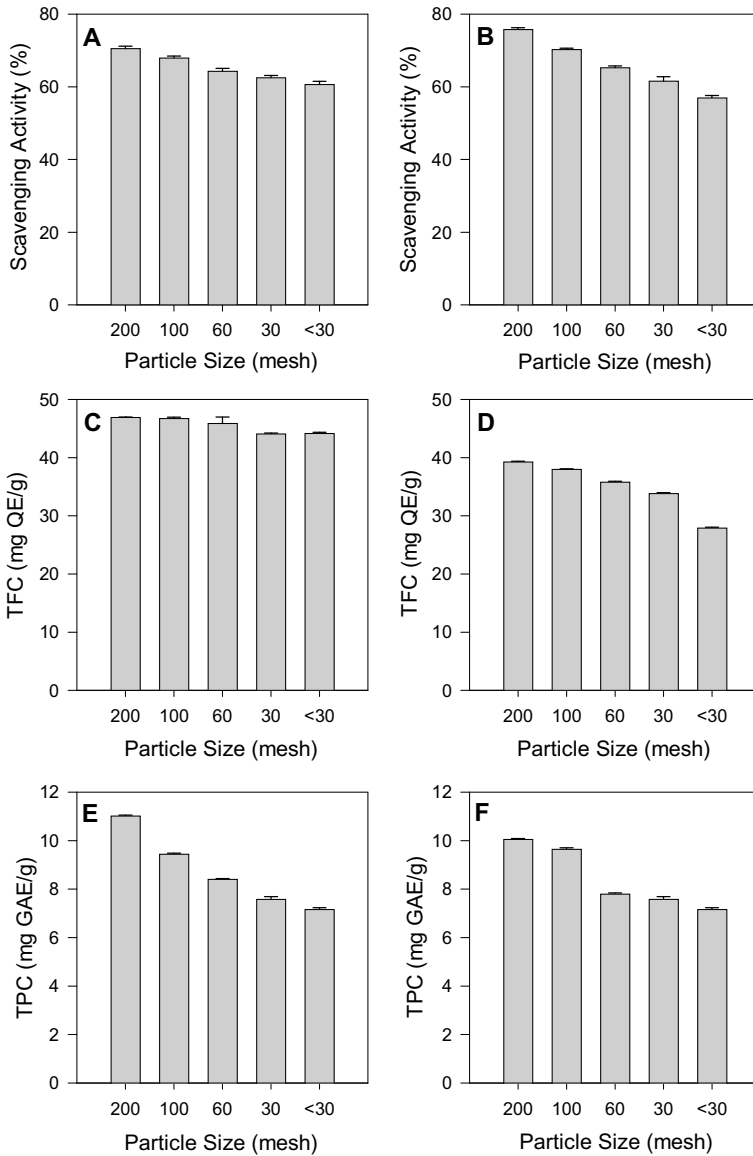 A
Scavenging Activity (%)
80
60
40
20
0
200 100 60 30 <30
Particle Size (mesh)
B
Scavenging Activity (%)
80
60
40
20
0
200 100 60 30 <30
Particle Size (mesh)
C
TFC (mg QE/g)
50
40
30
20
10
0
200 100 60 30 <30
Particle Size (mesh)
D
TFC (mg QE/g)
50
40
30
20
10
0
200 100 60 30 <30
Particle Size (mesh)
E
TPC (mg GAE/g)
12
10
8
6
4
2
0
200 100 60 30 <30
Particle Size (mesh)
F
TPC (mg GAE/g)
12
10
8
6
4
2
0
200 100 60 30 <30
Particle Size (mesh)